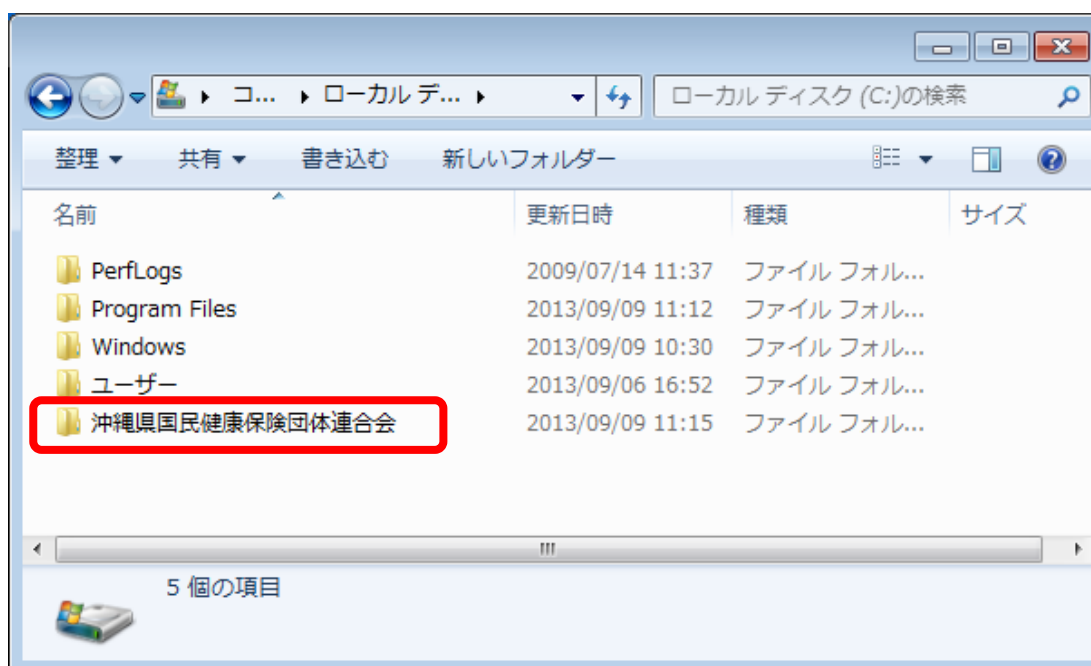 コ... ローカル デ... ローカル ディスク (C:)の検索
整理 共有 書き込む 新しいフォルダー
名前 更新日時 種類 サイズ
PerfLogs 2009/07/14 11:37 ファイル フォル...
Program Files 2013/09/09 11:12 ファイル フォル...
Windows 2013/09/09 10:30 ファイル フォル...
ユーザー 2013/09/06 16:52 ファイル フォル...
沖縄県国民健康保険団体連合会 2013/09/09 11:15 ファイル フォル...
5 個の項目